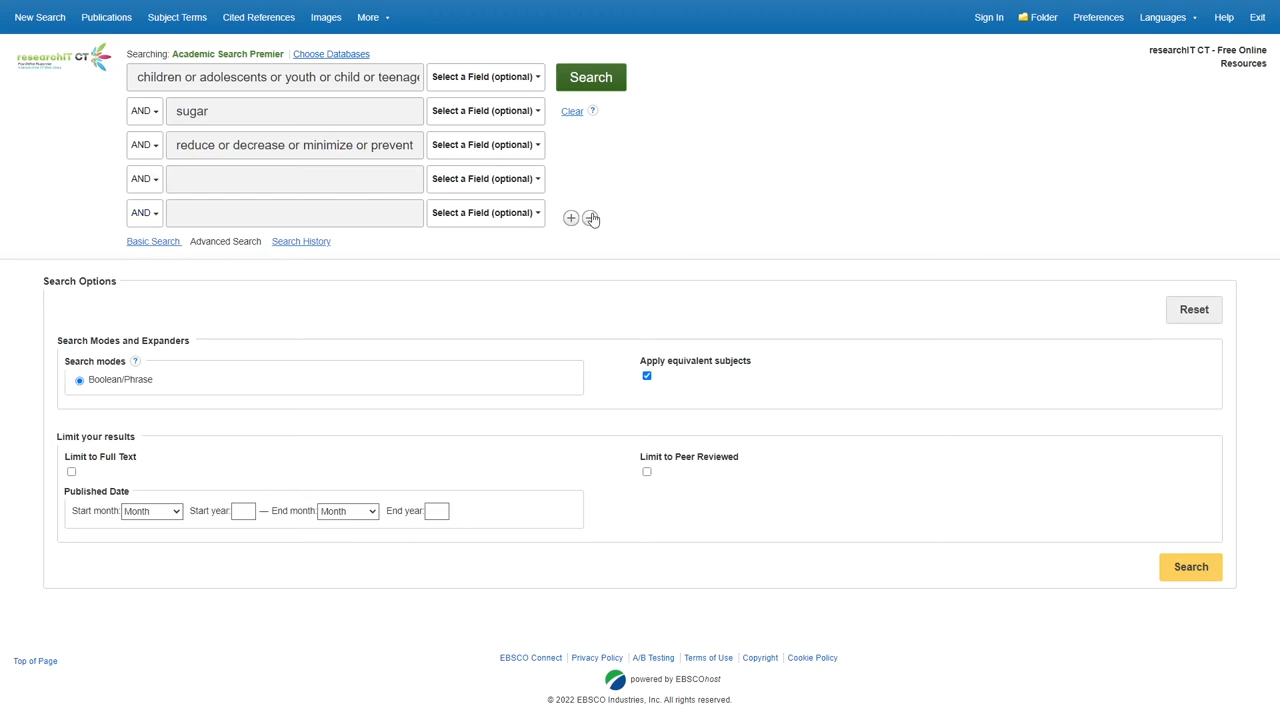 New Search Publications Subject Terms Cited References Images More Sign In Folder Preferences Languages Help Exit
researchIT CT
Searching: Academic Search Premier Choose Databases
researchIT CT - Free Online Resources
children or adolescents or youth or child or teenage Select a Field (optional) Search
AND sugar Select a Field (optional) Clear ?
AND reduce or decrease or minimize or prevent Select a Field (optional)
AND Select a Field (optional)
AND Select a Field (optional)
Basic Search Advanced Search Search History
Search Options
Reset
Search Modes and Expanders
Search modes ? Apply equivalent subjects
Boolean/Phrase
Limit your results
Limit to Full Text Limit to Peer Reviewed
Published Date
Start month: Month Start year: — End month: Month End year:
Search
Top of Page EBSCO Connect Privacy Policy A/B Testing Terms of Use Copyright Cookie Policy
powered by EBSCOhost
© 2022 EBSCO Industries, Inc. All rights reserved.